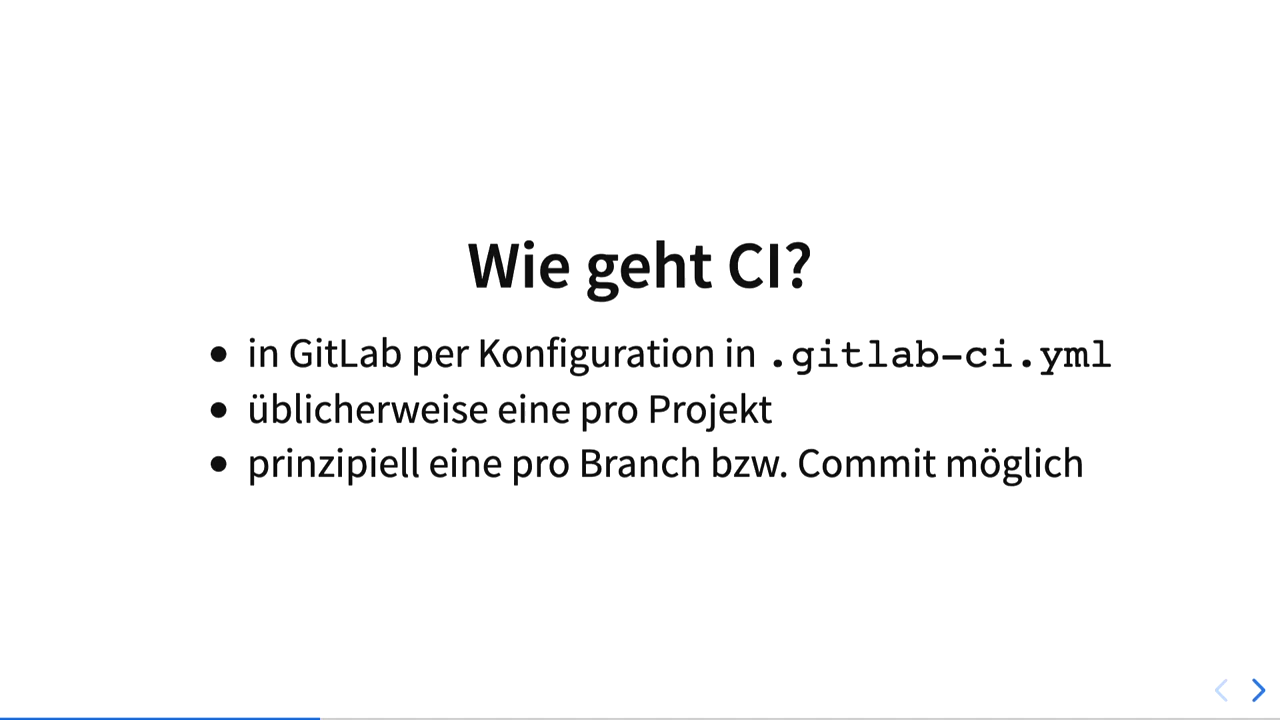 Wie geht CI?
• in GitLab per Konfiguration in .gitlab-ci.yml
• üblicherweise eine pro Projekt
• prinzipiell eine pro Branch bzw. Commit möglich